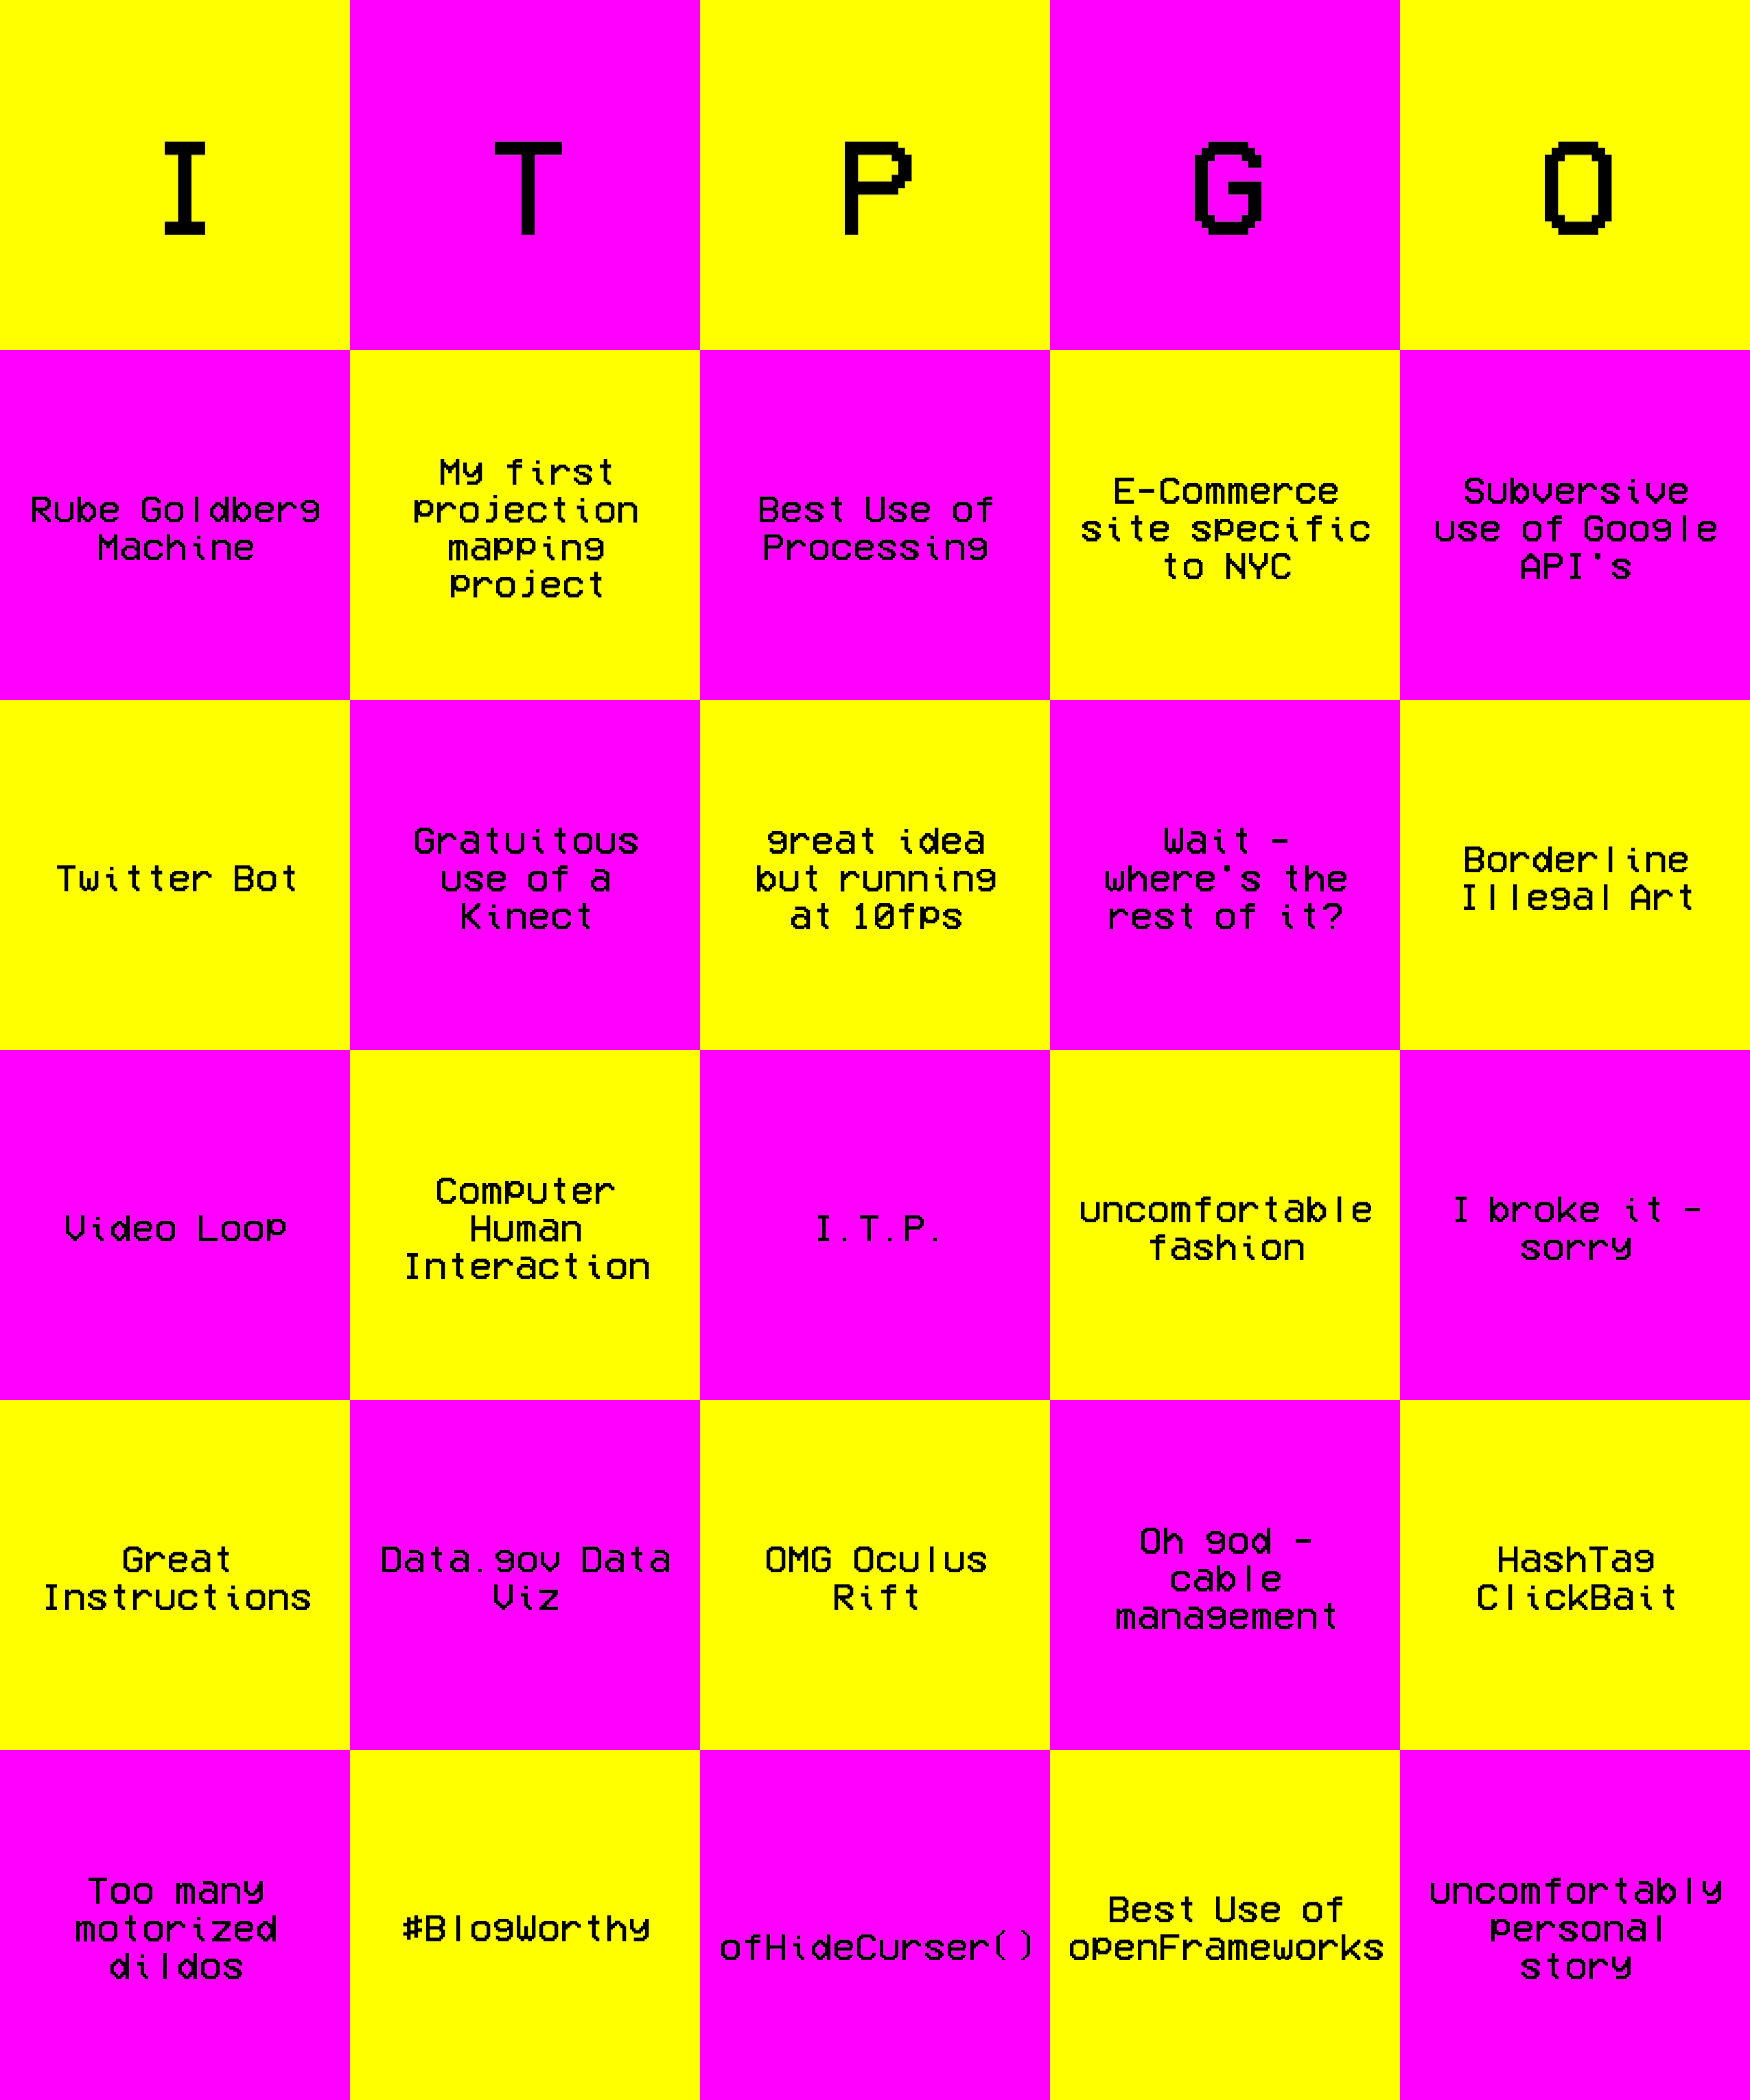 I T P G O
Rube Goldberg
Machine
My first
projection
mapping
project
Best Use of
Processing
E-Commerce
site specific
to NYC
Subversive
use of Google
API's
Twitter Bot
Gratuitous
use of a
Kinect
great idea
but running
at 10fps
Wait -
where's the
rest of it?
Borderline
Illegal Art
Video Loop
Computer
Human
Interaction
I.T.P.
uncomfortable
fashion
I broke it -
sorry
Great
Instructions
Data.gov Data
Viz
OMG Oculus
Rift
Oh god -
cable
management
HashTag
ClickBait
Too many
motorized
dildos
#BlogWorthy
ofHideCurser()
Best Use of
openFrameworks
uncomfortably
personal
story